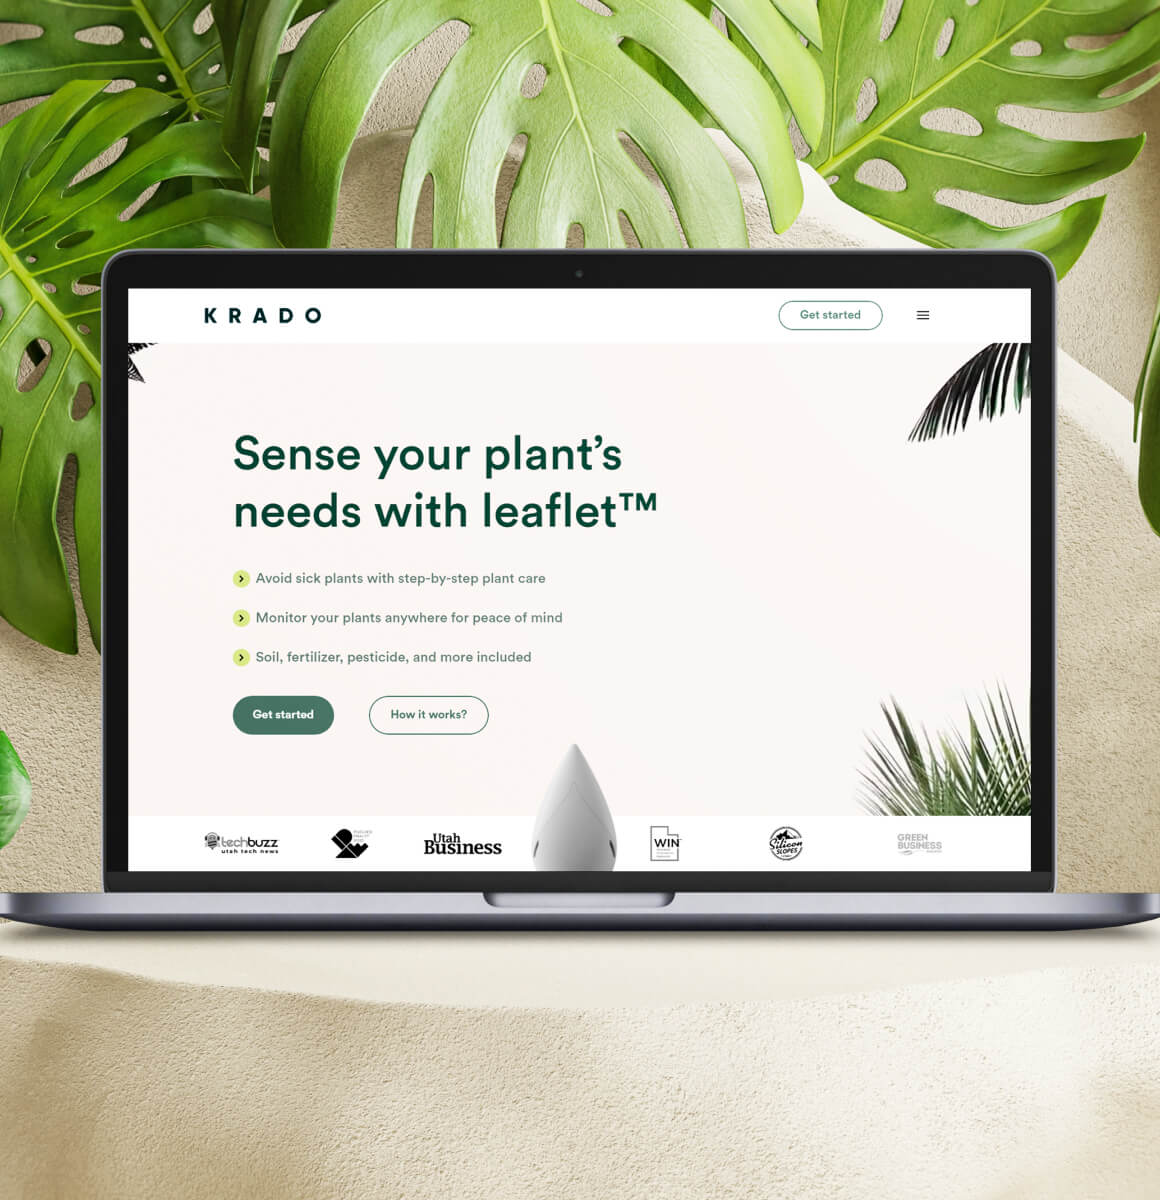 KRADO
Get started
Sense your plant’s
needs with leaflet™
Avoid sick plants with step-by-step plant care
Monitor your plants anywhere for peace of mind
Soil, fertilizer, pesticide, and more included
Get started
How it works?
techbuzz
utah tech news
Utah
Business
WIN
Silicon
SLOPES
GREEN
BUSINESS